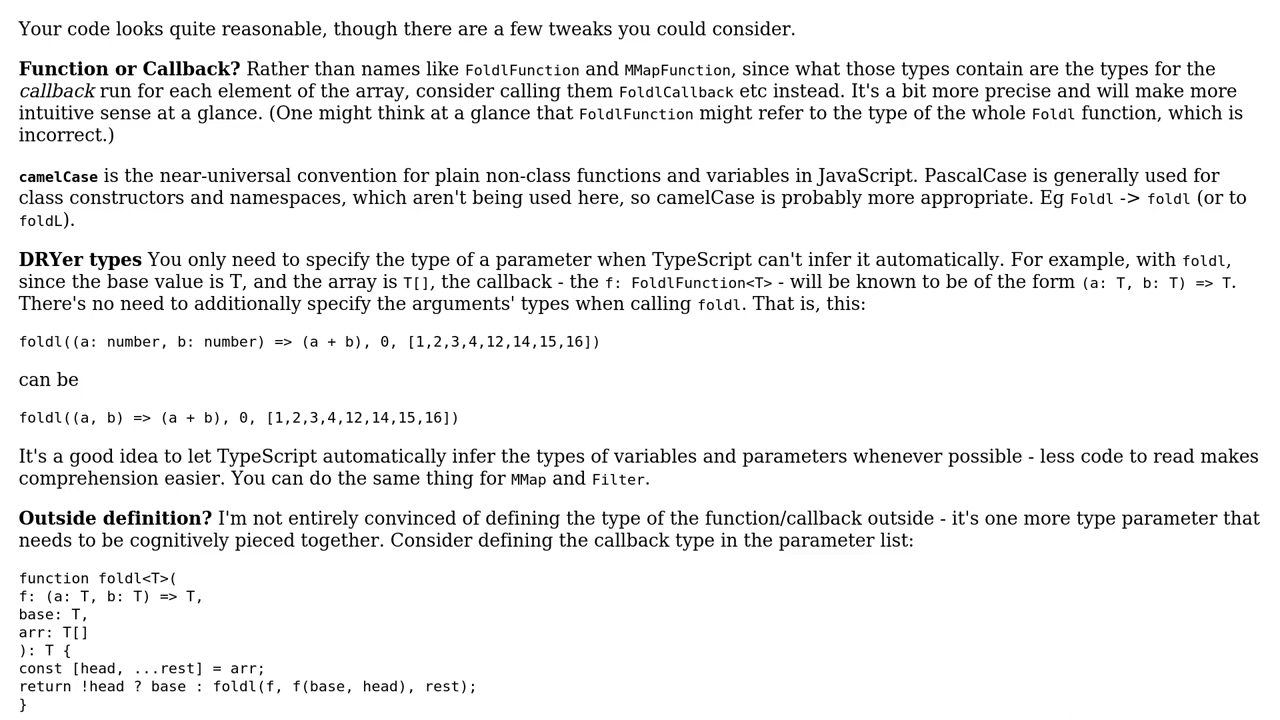 Your code looks quite reasonable, though there are a few tweaks you could consider.
Function or Callback? Rather than names like FoldlFunction and MMapFunction, since what those types contain are the types for the
callback run for each element of the array, consider calling them FoldlCallback etc instead. It's a bit more precise and will make more
intuitive sense at a glance. (One might think at a glance that FoldlFunction might refer to the type of the whole Foldl function, which is
incorrect.)
camelCase is the near-universal convention for plain non-class functions and variables in JavaScript. PascalCase is generally used for
class constructors and namespaces, which aren't being used here, so camelCase is probably more appropriate. Eg Foldl -> foldl (or to
foldL).
DRYer types You only need to specify the type of a parameter when TypeScript can't infer it automatically. For example, with foldl,
since the base value is T, and the array is T[], the callback - the f: FoldlFunction<T> - will be known to be of the form (a: T, b: T) => T.
There's no need to additionally specify the arguments' types when calling foldl. That is, this:
foldl((a: number, b: number) => (a + b), 0, [1,2,3,4,12,14,15,16])
can be
foldl((a, b) => (a + b), 0, [1,2,3,4,12,14,15,16])
It's a good idea to let TypeScript automatically infer the types of variables and parameters whenever possible - less code to read makes
comprehension easier. You can do the same thing for MMap and Filter.
Outside definition? I'm not entirely convinced of defining the type of the function/callback outside - it's one more type parameter that
needs to be cognitively pieced together. Consider defining the callback type in the parameter list:
function foldl<T>(
f: (a: T, b: T) => T,
base: T,
arr: T[]
): T {
const [head, ...rest] = arr;
return !head ? base : foldl(f, f(base, head), rest);
}